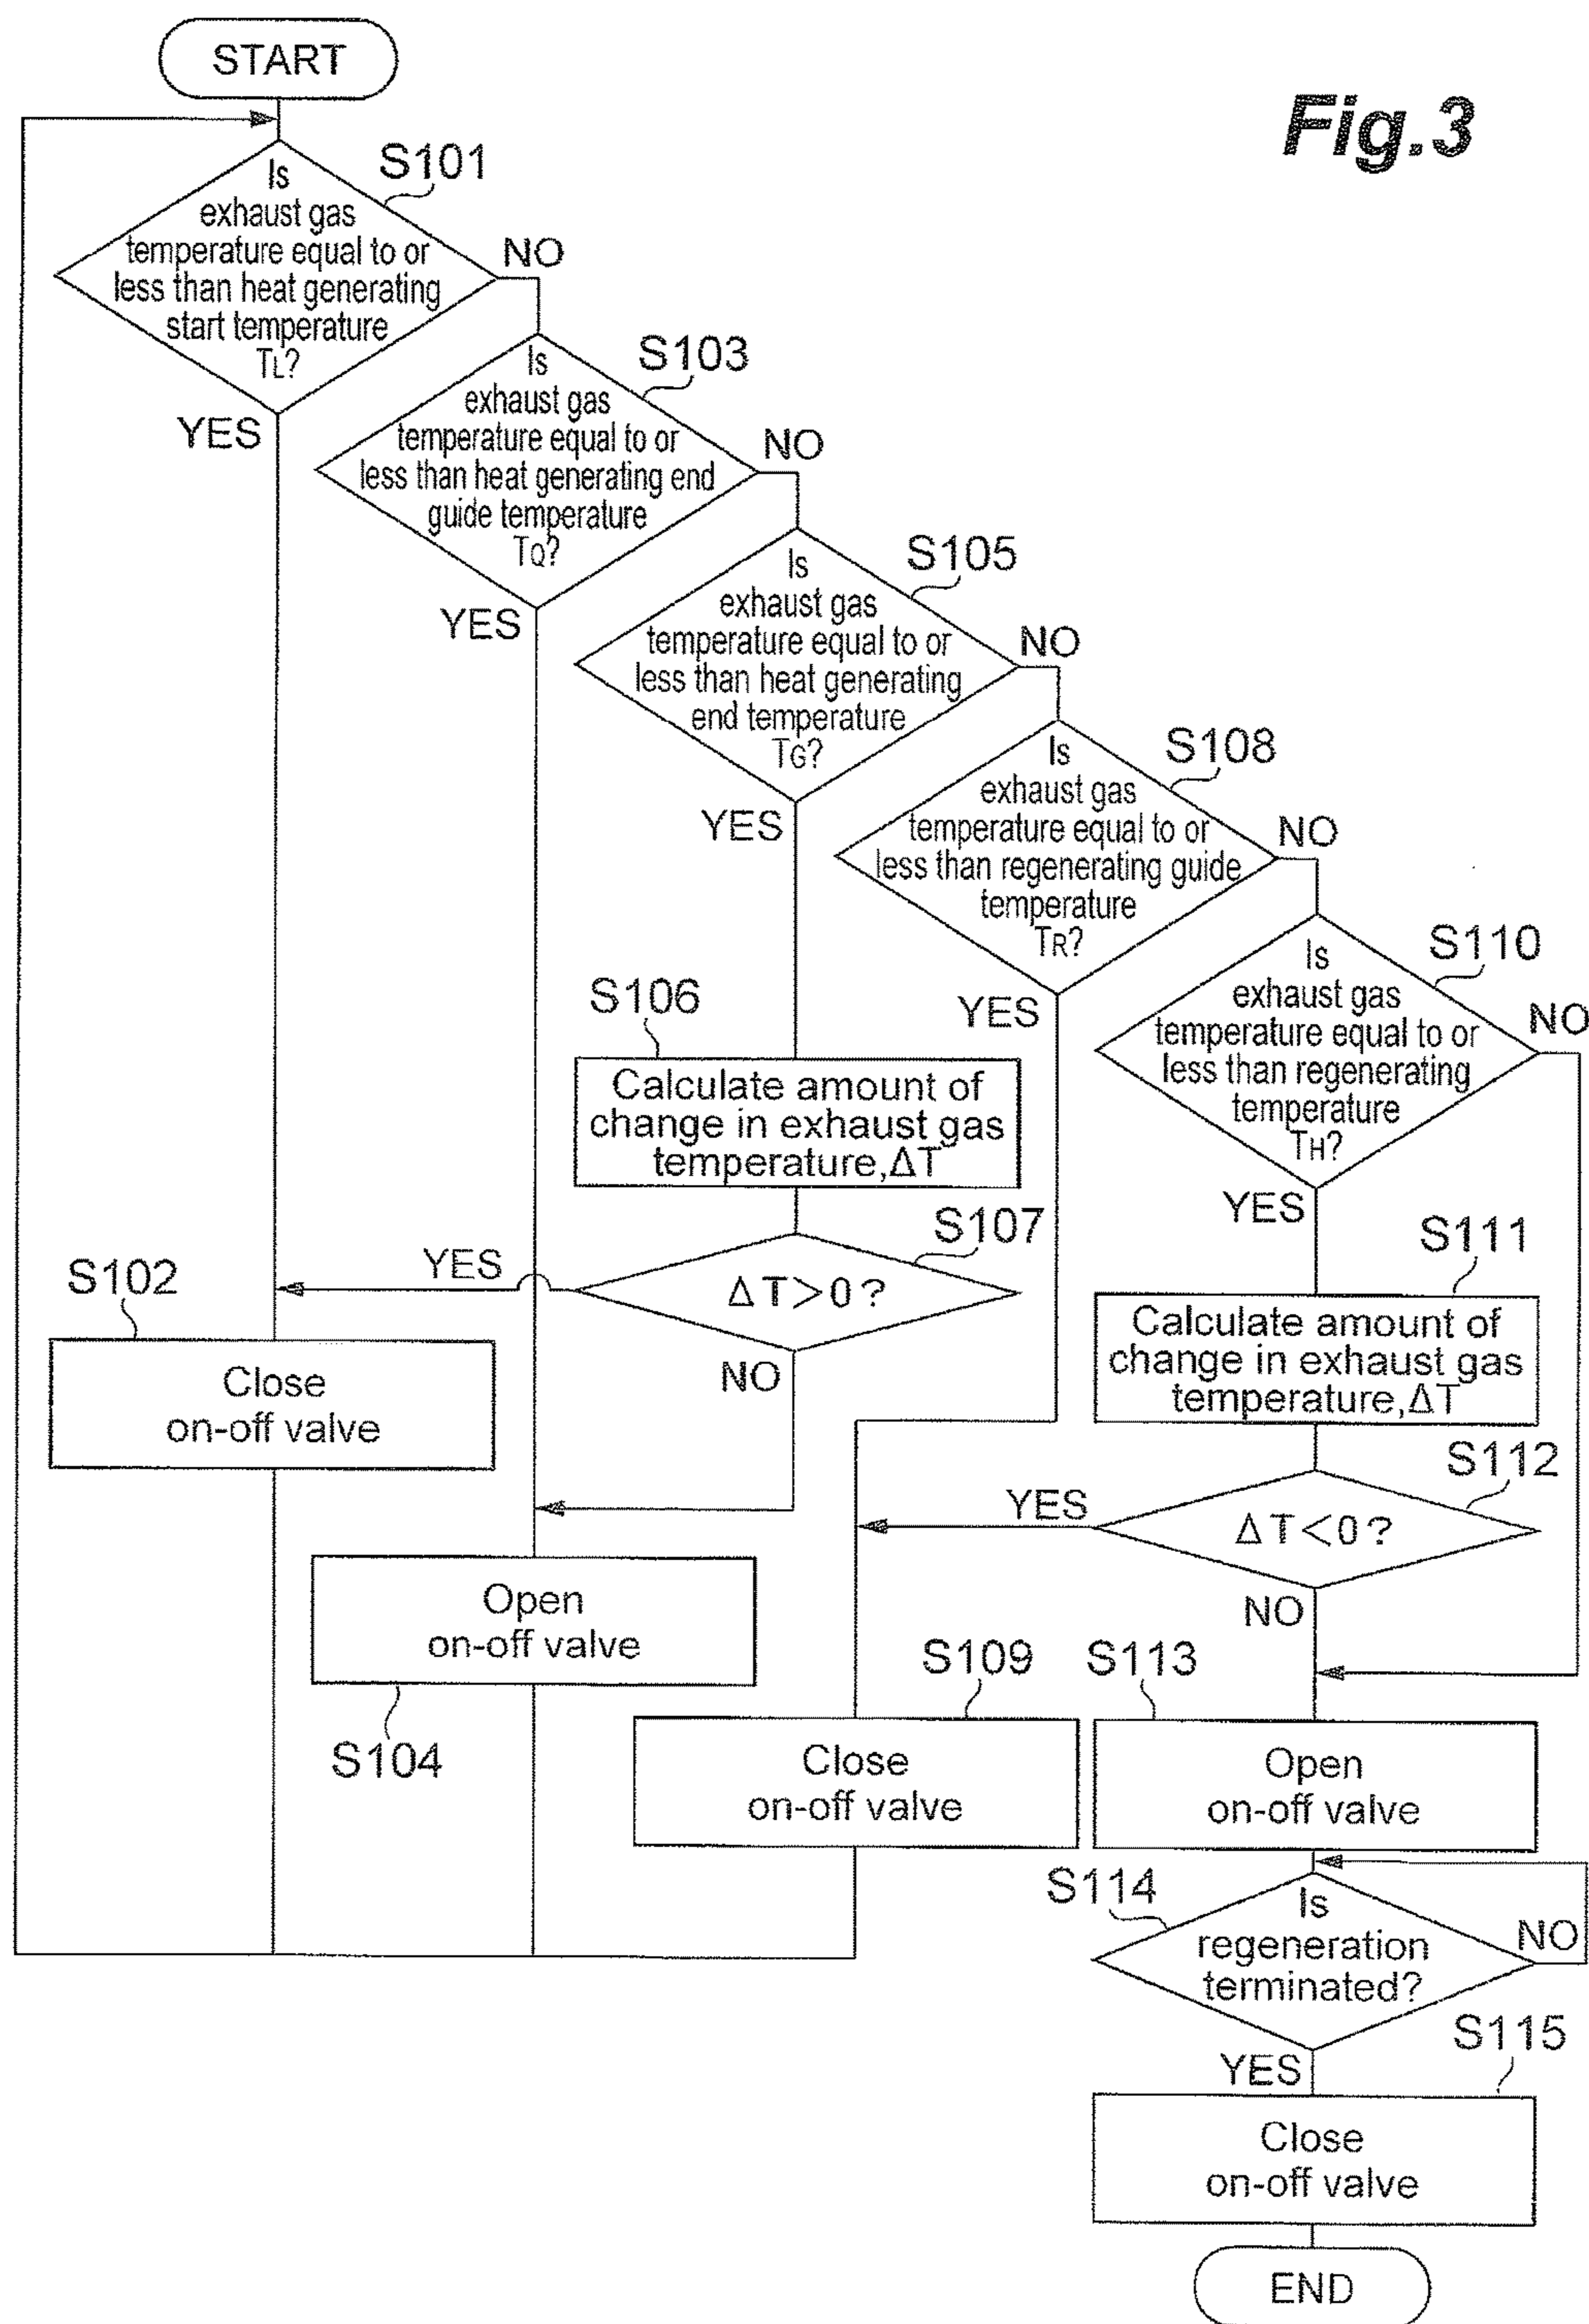 START
Fig.3
S101
Is
exhaust gas
temperature equal to or
less than heat generating
start temperature
TL?
NO
YES
S103
Is
exhaust gas
temperature equal to or
less than heat generating end
guide temperature
TQ?
NO
YES
S105
Is
exhaust gas
temperature equal to or
less than heat generating
end temperature
TG?
NO
YES
S108
Is
exhaust gas
temperature equal to or
less than regenerating guide
temperature
TR?
NO
YES
S110
Is
exhaust gas
temperature equal to or
less than regenerating
temperature
TH?
NO
YES
S106
Calculate amount of
change in exhaust gas
temperature,ΔT
S107
ΔT>0?
YES
NO
S102
Close
on-off valve
S111
Calculate amount of
change in exhaust gas
temperature,ΔT
S112
ΔT<0?
YES
NO
Open
on-off valve
S104
S109
Close
on-off valve
S113
Open
on-off valve
S114
Is
regeneration
terminated?
NO
YES
S115
Close
on-off valve
END